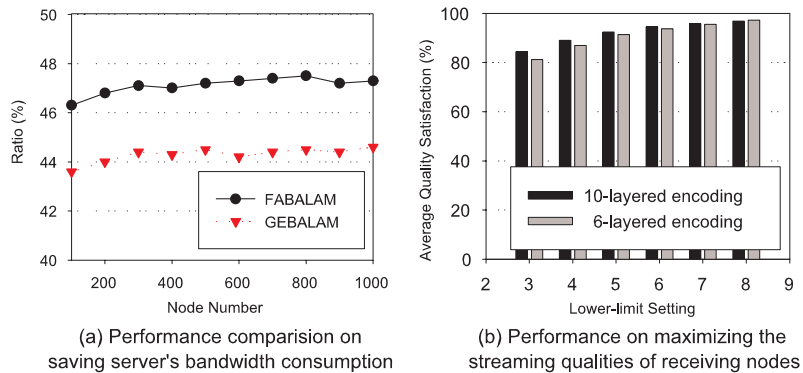 50
48
46
44
42
40
Ratio (%)
200 400 600 800 1000
Node Number
FABALAM
GEBALAM
(a) Performance comparision on
saving server's bandwidth consumption
100
80
60
40
20
0
Average Quality Satisfaction (%)
2 3 4 5 6 7 8 9
Lower-limit Setting
10-layered encoding
6-layered encoding
(b) Performance on maximizing the
streaming qualities of receiving nodes